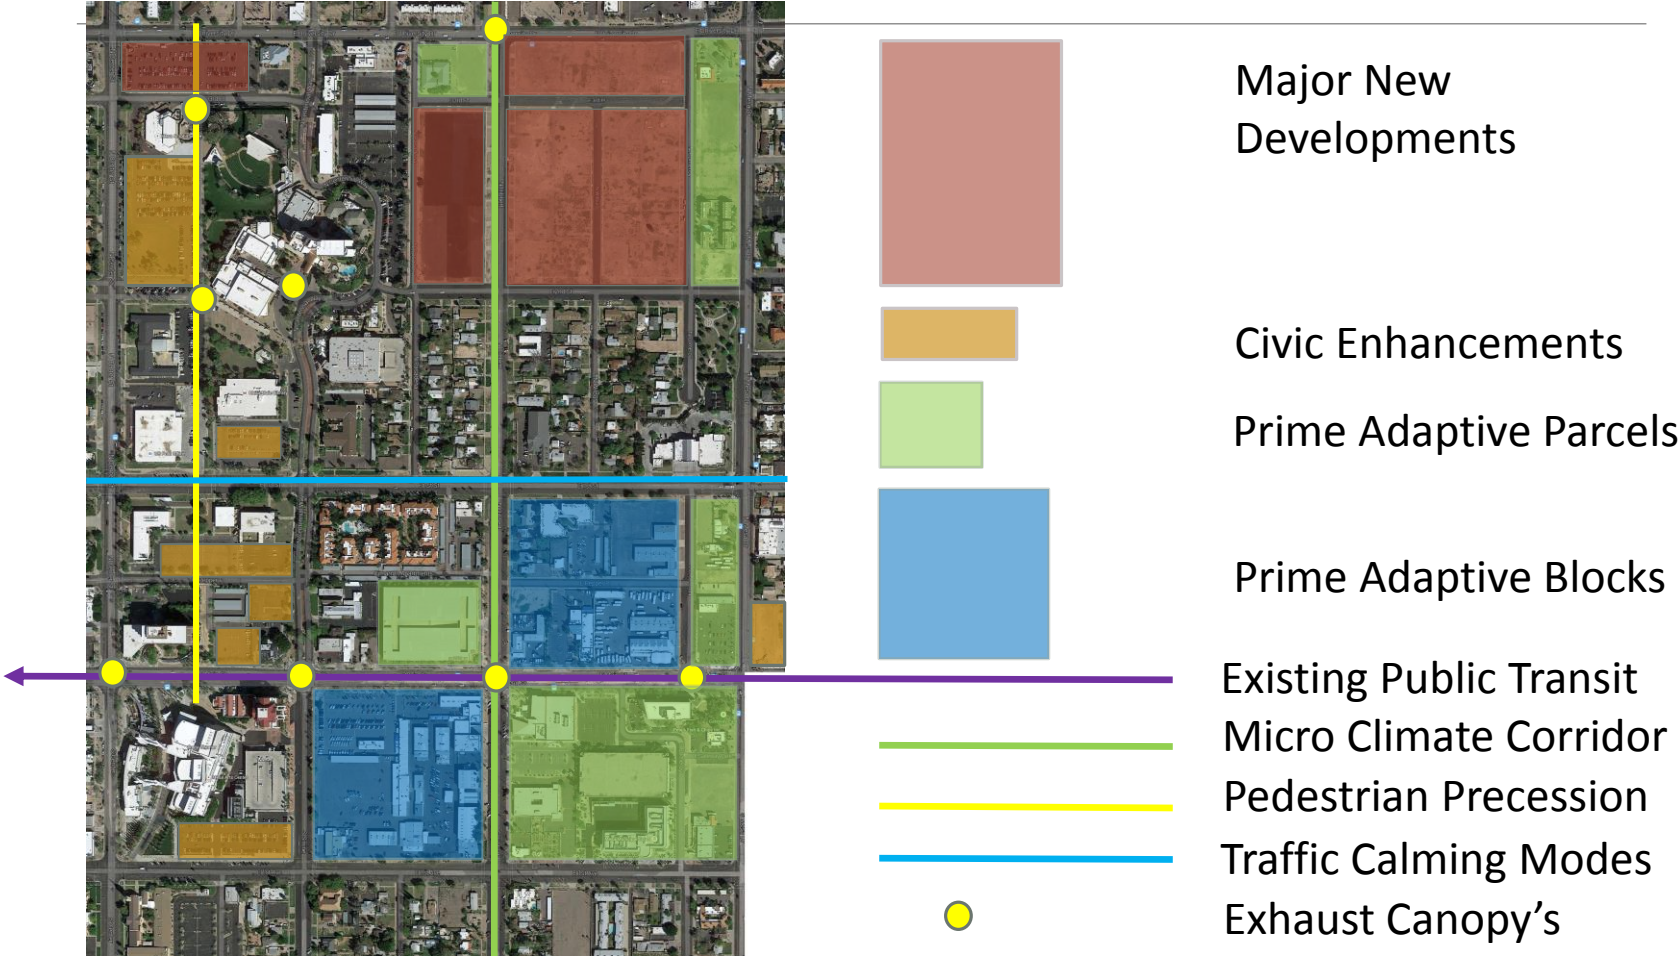 Major New
Developments
Civic Enhancements
Prime Adaptive Parcels
Prime Adaptive Blocks
Existing Public Transit
Micro Climate Corridor
Pedestrian Precession
Traffic Calming Modes
Exhaust Canopy’s